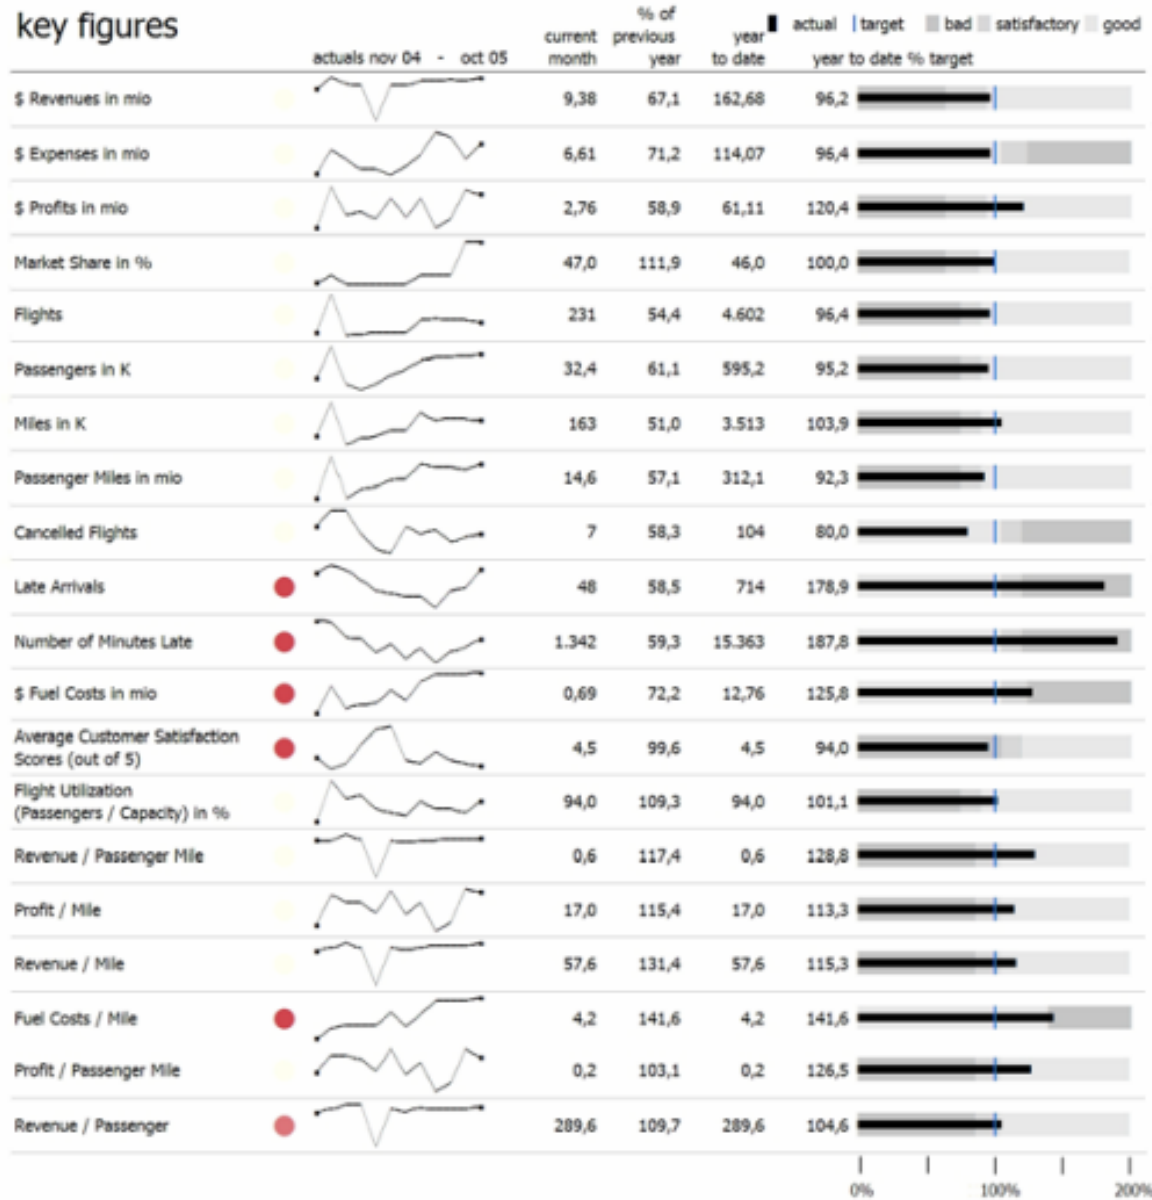 key figures
actuals nov 04 - oct 05
current month
% of previous year
year to date
actual target bad satisfactory good
year to date % target
$ Revenues in mio 9,38 67,1 162,68 96,2
$ Expenses in mio 6,61 71,2 114,07 96,4
$ Profits in mio 2,76 58,9 61,11 120,4
Market Share in % 47,0 111,9 46,0 100,0
Flights 231 54,4 4.602 96,4
Passengers in K 32,4 61,1 595,2 95,2
Miles in K 163 51,0 3.513 103,9
Passenger Miles in mio 14,6 57,1 312,1 92,3
Cancelled Flights 7 58,3 104 80,0
Late Arrivals 48 58,5 714 178,9
Number of Minutes Late 1.342 59,3 15.363 187,8
$ Fuel Costs in mio 0,69 72,2 12,76 125,8
Average Customer Satisfaction
Scores (out of 5) 4,5 99,6 4,5 94,0
Flight Utilization
(Passengers / Capacity) in % 94,0 109,3 94,0 101,1
Revenue / Passenger Mile 0,6 117,4 0,6 128,8
Profit / Mile 17,0 115,4 17,0 113,3
Revenue / Mile 57,6 131,4 57,6 115,3
Fuel Costs / Mile 4,2 141,6 4,2 141,6
Profit / Passenger Mile 0,2 103,1 0,2 126,5
Revenue / Passenger 289,6 109,7 289,6 104,6
0% 100% 200%